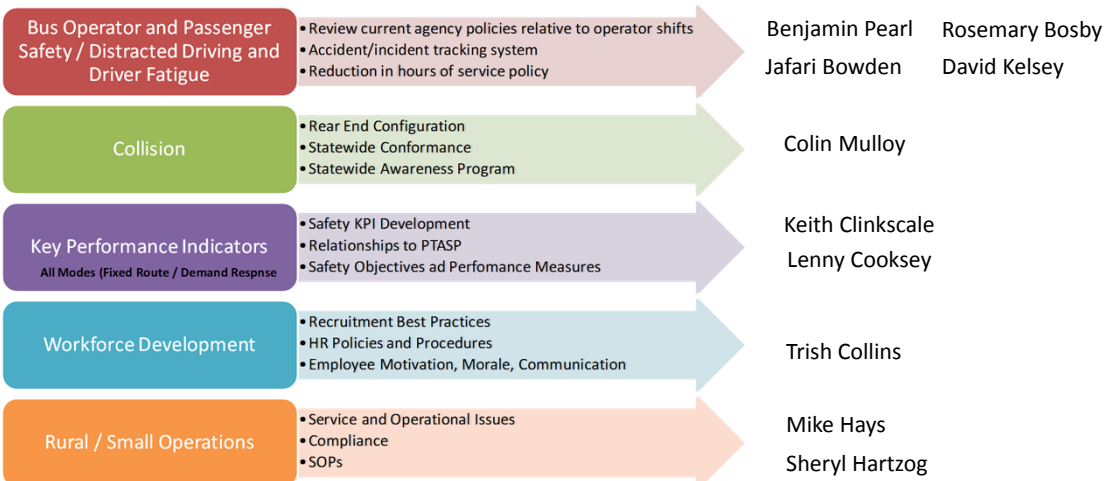 Bus Operator and Passenger
Safety / Distracted Driving and
Driver Fatigue
• Review current agency policies relative to operator shifts
• Accident/incident tracking system
• Reduction in hours of service policy
Benjamin Pearl Rosemary Bosby
Jafari Bowden David Kelsey
Collision
• Rear End Configuration
• Statewide Conformance
• Statewide Awareness Program
Colin Mulloy
Key Performance Indicators
All Modes (Fixed Route / Demand Respnse
• Safety KPI Development
• Relationships to PTASP
• Safety Objectives ad Perfomance Measures
Keith Clinkscale
Lenny Cooksey
Workforce Development
• Recruitment Best Practices
• HR Policies and Procedures
• Employee Motivation, Morale, Communication
Trish Collins
Rural / Small Operations
• Service and Operational Issues
• Compliance
• SOPs
Mike Hays
Sheryl Hartzog